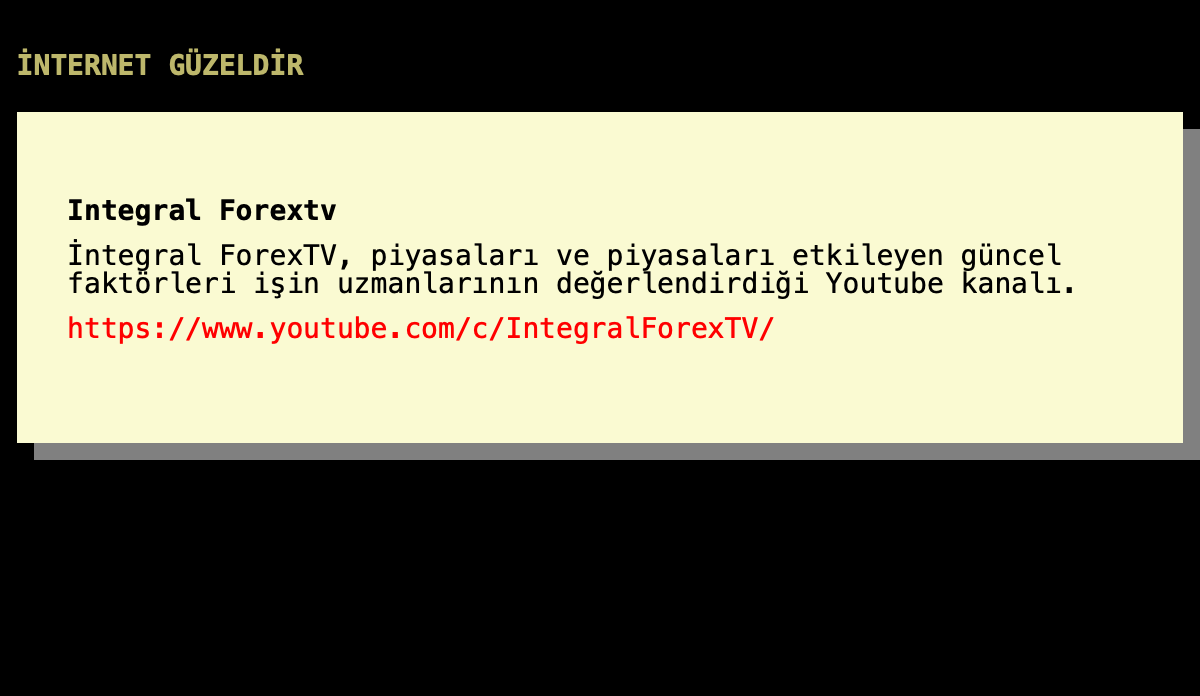 İNTERNET GÜZELDİR
Integral Forextv
İntegral ForexTV, piyasaları ve piyasaları etkileyen güncel
faktörleri işin uzmanlarının değerlendirdiği Youtube kanalı.
https://www.youtube.com/c/IntegralForexTV/